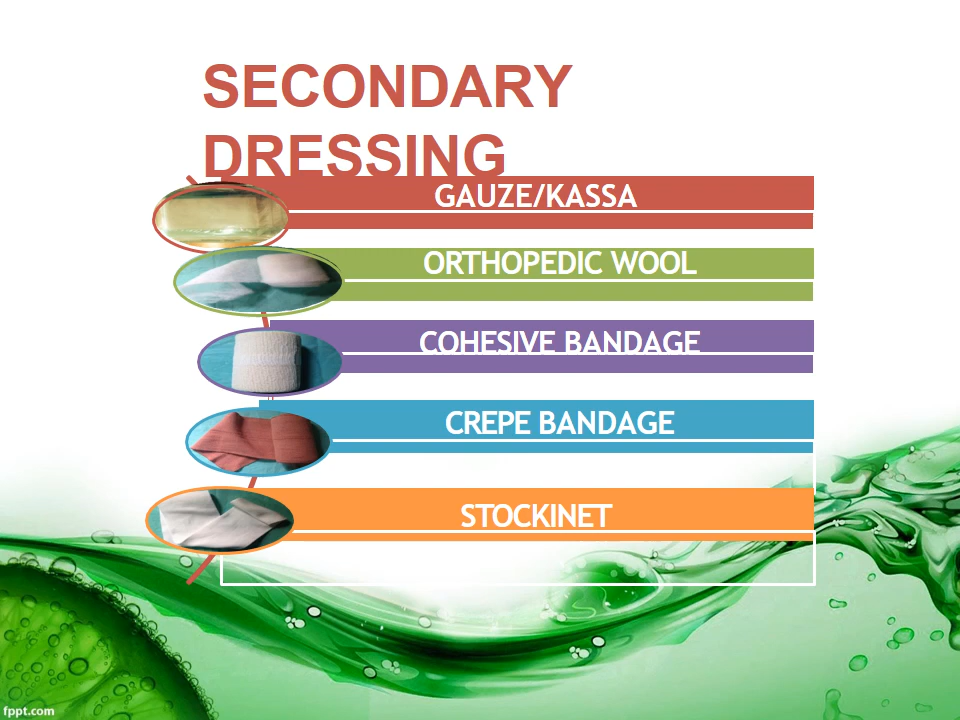 SECONDARY
DRESSING
GAUZE/KASSA
ORTHOPEDIC WOOL
COHESIVE BANDAGE
CREPE BANDAGE
STOCKINET
fppt.com